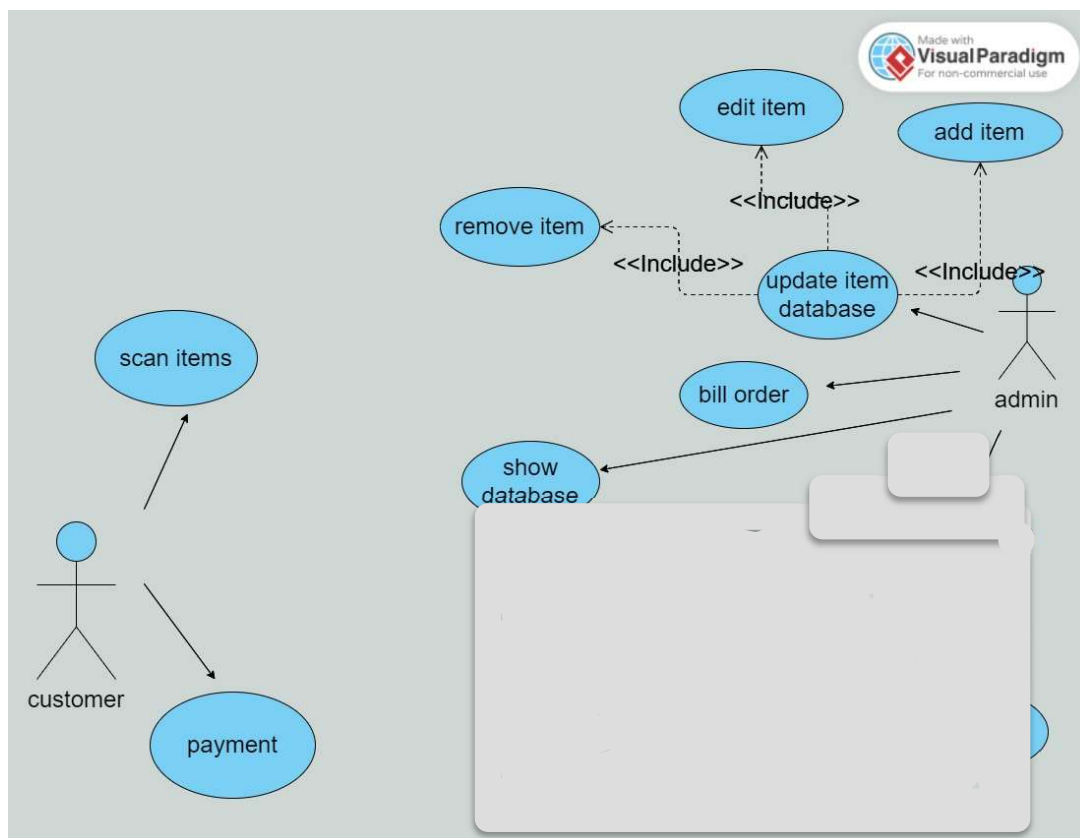 Made with
Visual Paradigm
For non-commercial use
edit item
add item
<<Include>>
remove item
<<Include>>
<<Include>>
update item
database
scan items
bill order
admin
show
database
customer
payment